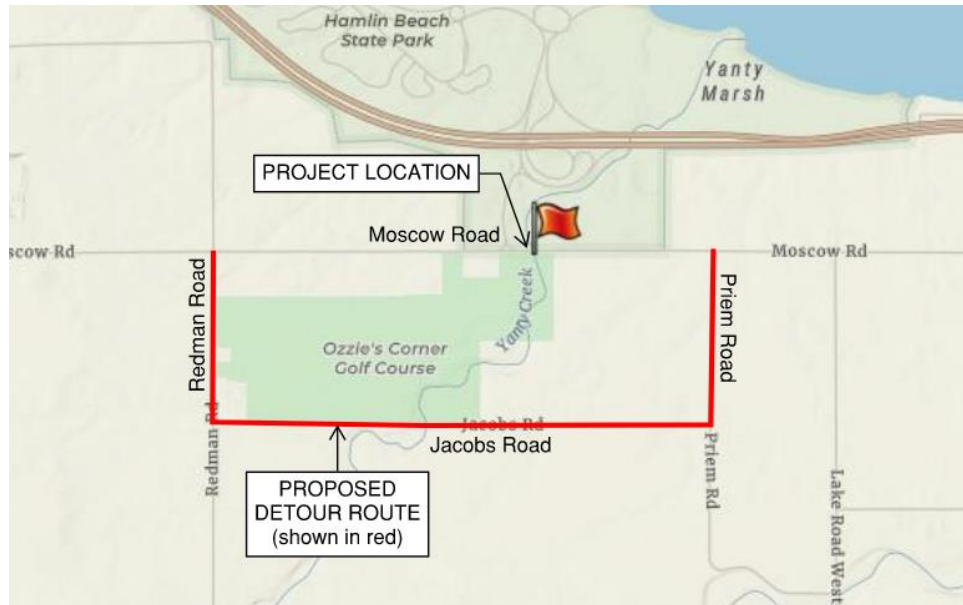 Hamlin Beach
State Park
Yanty
Marsh
PROJECT LOCATION
Moscow Road
scow Rd
Moscow Rd
Redman Road
Yanty Creek
Priem Road
Ozzie's Corner
Golf Course
Jacobs Rd
Jacobs Road
Redman Rd
Priem Rd
Lake Road West
PROPOSED
DETOUR ROUTE
(shown in red)